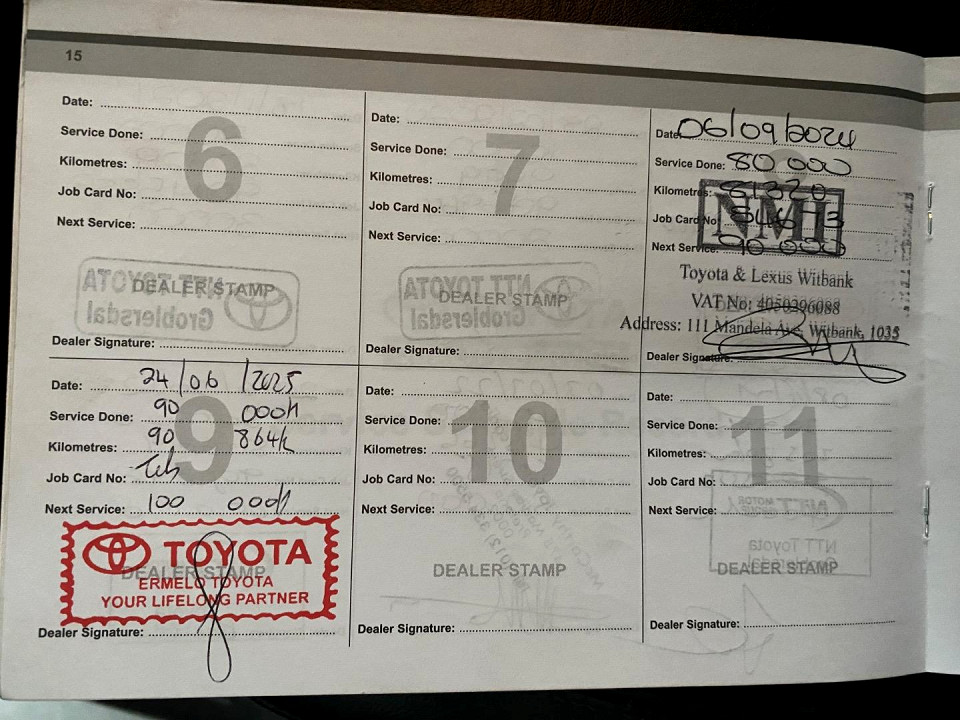 15
Date:
Service Done:
Kilometres:
Job Card No:
Next Service:
6
DEALER STAMP
Dealer Signature:
Date:
Service Done:
Kilometres:
Job Card No:
Next Service:
7
DEALER STAMP
Dealer Signature:
Date: 06/09/2024
Service Done: 80 000
Kilometres: 81320
Job Card No:
Next Service: 90 000
NMI
Toyota & Lexus Witbank
VAT No: 4050296088
Address: 111 Mandela Ave, Witbank, 1035
Dealer Signature:
Date: 24/06/2025
Service Done: 90 000
Kilometres: 90 864k
Job Card No:
Next Service: 100 000
9
DEALER STAMP
TOYOTA
ERMELO TOYOTA
YOUR LIFELONG PARTNER
Dealer Signature:
Date:
Service Done:
Kilometres:
Job Card No:
Next Service:
10
DEALER STAMP
Dealer Signature:
Date:
Service Done:
Kilometres:
Job Card No:
Next Service:
11
NTT Toyota
DEALER STAMP
Dealer Signature: